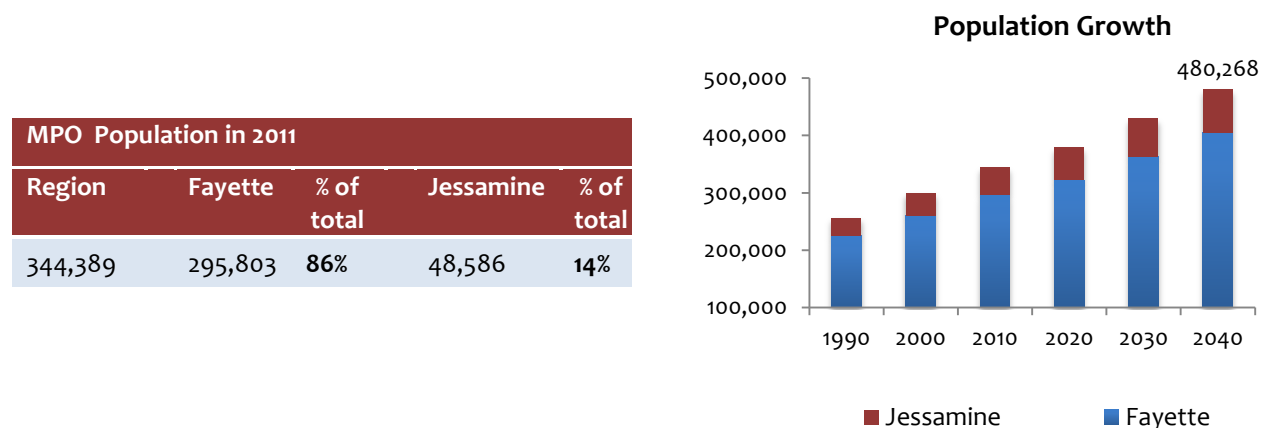 MPO Population in 2011
Region Fayette % of total Jessamine % of total
344,389 295,803 86% 48,586 14%
Population Growth
480,268
500,000
400,000
300,000
200,000
100,000
1990 2000 2010 2020 2030 2040
Jessamine Fayette